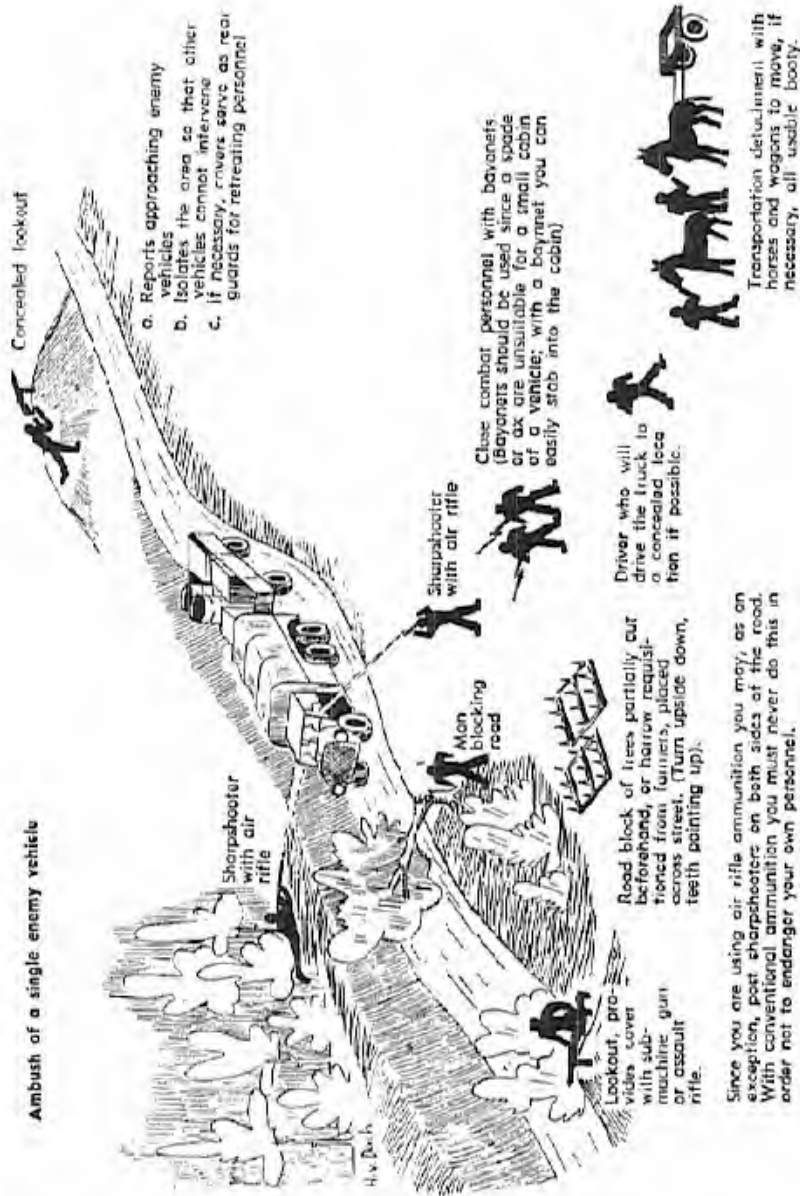 Ambush of a single enemy vehicle
Concealed lookout
a. Reports approaching enemy
vehicles
b. Isolates the area so that other
vehicles cannot intervene
c. If necessary, covers serve as rear
guards for retreating personnel
Sharpshooter
with air
rifle
Sharpshooter
with air rifle
Close combat personnel with bayonets.
(Bayonets should be used since a spade
or ax are unsuitable for a small cabin
of a vehicle; with a bayonet you can
easily stab into the cabin)
Man
blocking
road
H.v. Dach
Lookout, pro-
vides cover
with sub-
machine gun
or assault
rifle.
Road block of trees partially cut
beforehand, or harrow requisi-
tioned from farmers, placed
across street. (Turn upside down,
teeth pointing up).
Driver who will
drive the truck to
a concealed loca
tion if possible.
Transportation detachment with
horses and wagons to move, if
necessary, all usable booty.
Since you are using air rifle ammunition you may, as an
exception, post sharpshooters on both sides of the road.
With conventional ammunition you must never do this in
order not to endanger your own personnel.